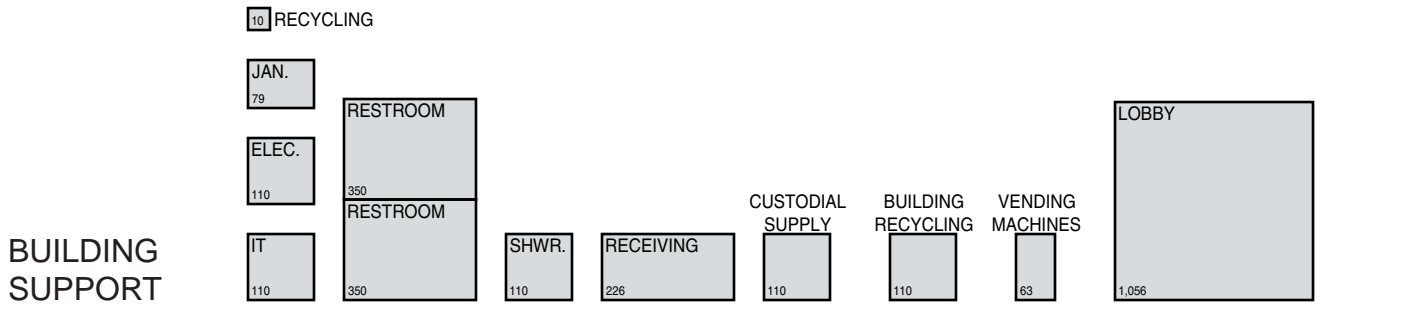 10 RECYCLING
JAN.
79
ELEC.
110
IT
110
RESTROOM
350
RESTROOM
350
SHWR.
110
RECEIVING
226
CUSTODIAL
SUPPLY
110
BUILDING
RECYCLING
110
VENDING
MACHINES
63
LOBBY
1,056
BUILDING
SUPPORT